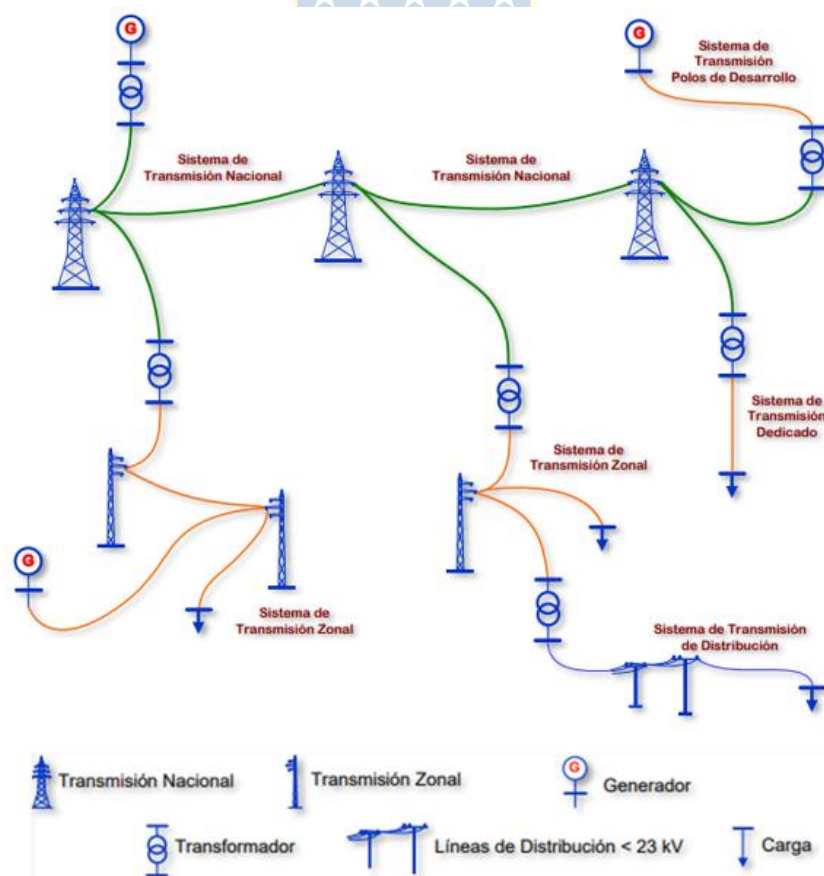 G
G
Sistema de
Transmisión
Polos de Desarrollo
Sistema de
Transmisión Nacional
Sistema de
Transmisión Nacional
Sistema de
Transmisión
Dedicado
Sistema de
Transmisión Zonal
G
Sistema de
Transmisión Zonal
Sistema de Transmisión
de Distribución
Transmisión Nacional
Transmisión Zonal
G
Generador
Transformador
Líneas de Distribución < 23 kV
Carga